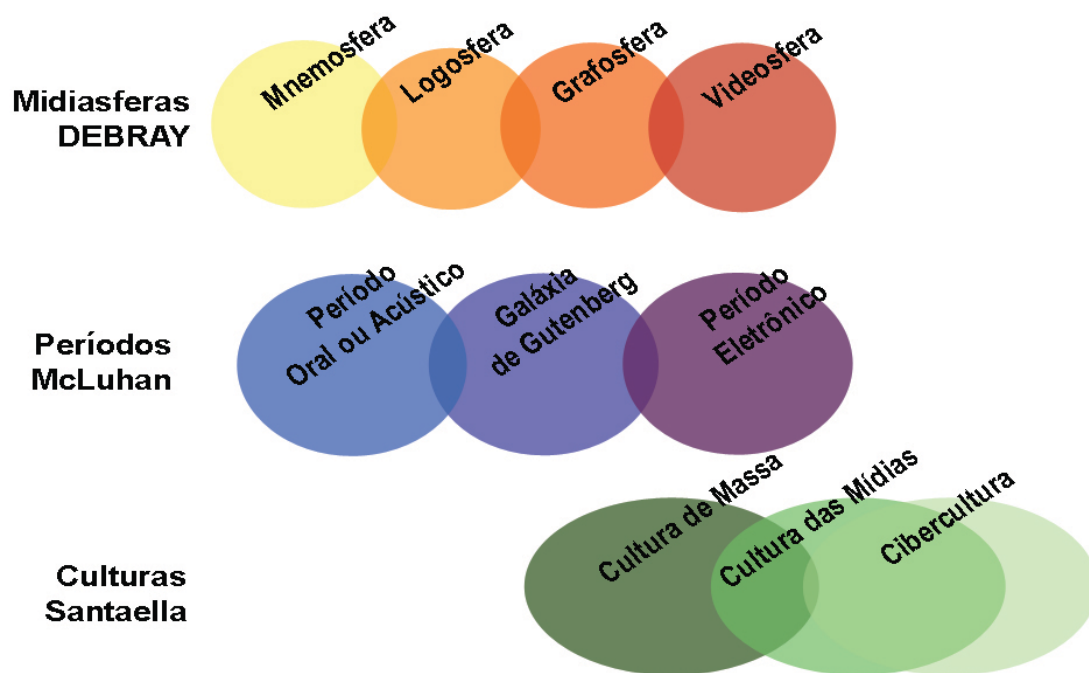 Midiasferas
DEBRAY
Mnemosfera
Logosfera
Grafosfera
Videosfera
Períodos
McLuhan
Período
Oral ou Acústico
Galáxia
de Gutenberg
Período
Eletrônico
Culturas
Santaella
Cultura de Massa
Cultura das Mídias
Cibercultura